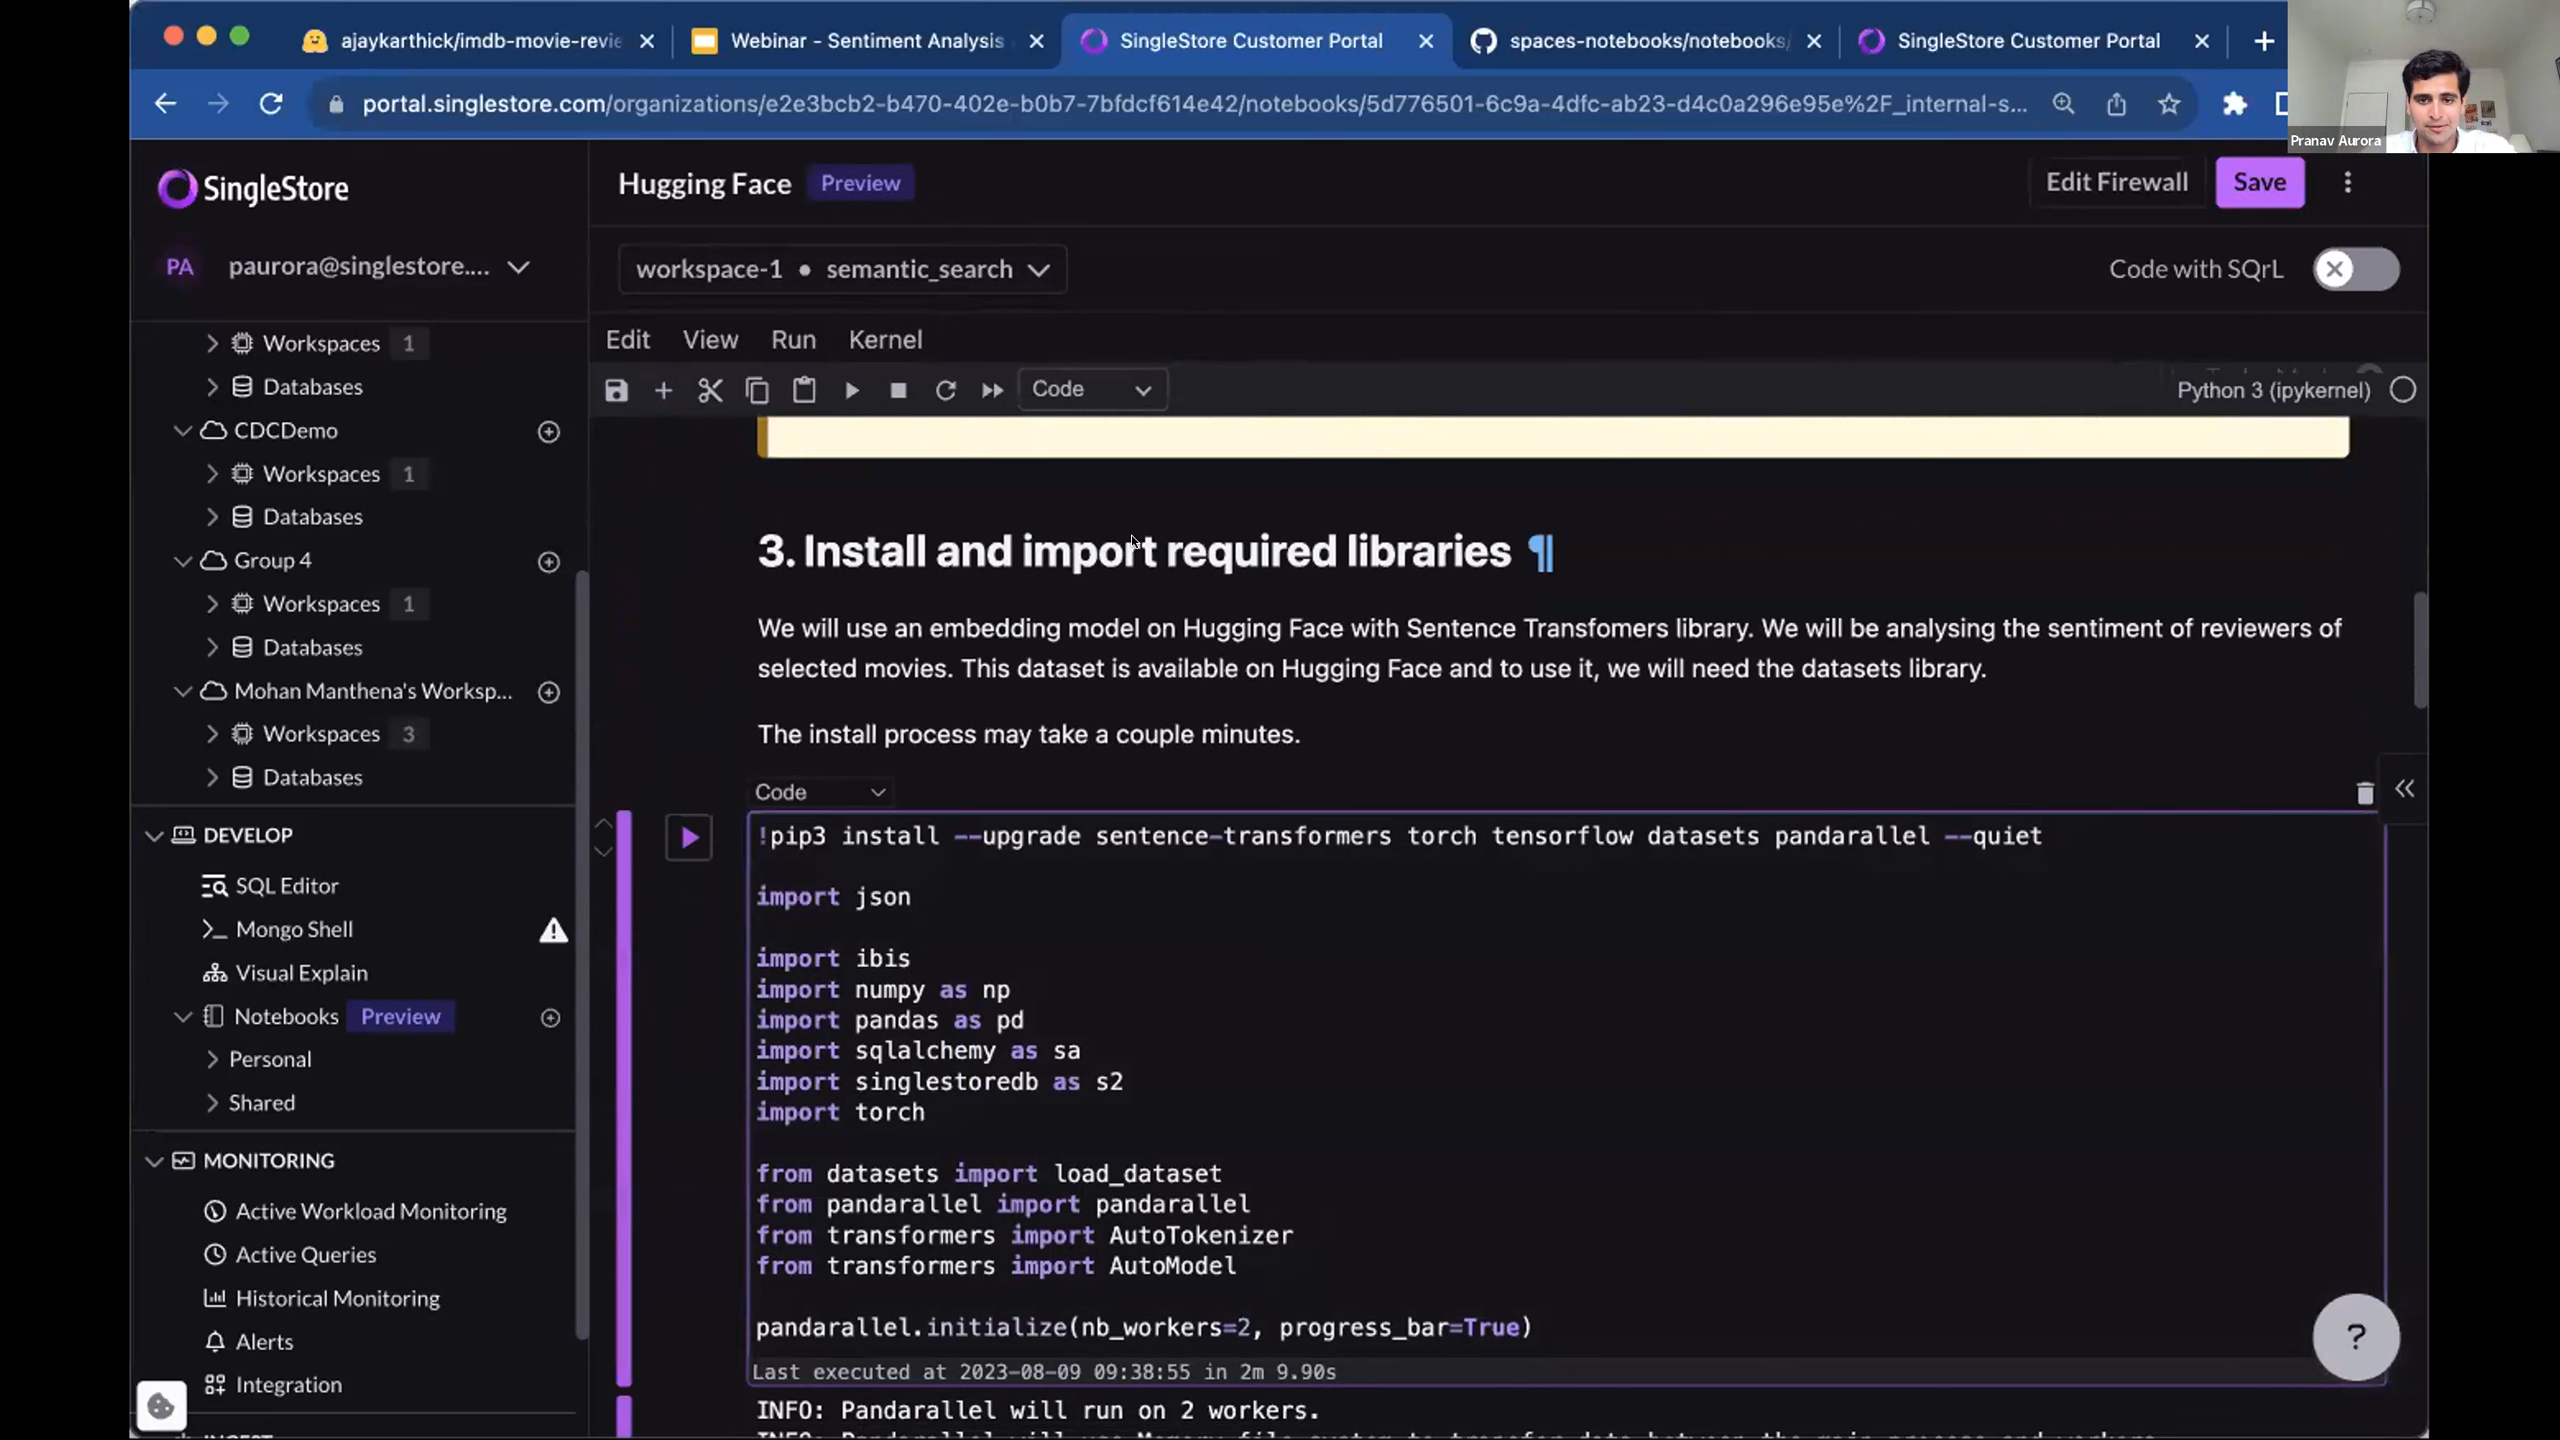 ajaykarthick/imdb-movie-revie
Webinar - Sentiment Analysis
SingleStore Customer Portal
spaces-notebooks/notebooks/
SingleStore Customer Portal
portal.singlestore.com/organizations/e2e3bcb2-b470-402e-b0b7-7bfdcf614e42/notebooks/5d776501-6c9a-4dfc-ab23-d4c0a296e95e%2F_internal-s...
Pranav Aurora
SingleStore
PA
paurora@singlestore....
Workspaces 1
Databases
CDCDemo
Workspaces 1
Databases
Group 4
Workspaces 1
Databases
Mohan Manthena's Worksp...
Workspaces 3
Databases
DEVELOP
SQL Editor
Mongo Shell
Visual Explain
Notebooks Preview
Personal
Shared
MONITORING
Active Workload Monitoring
Active Queries
Historical Monitoring
Alerts
Integration
Hugging Face Preview
Edit Firewall
Save
workspace-1 • semantic_search
Code with SQrL
Edit View Run Kernel
Code
Python 3 (ipykernel)
3. Install and import required libraries ¶
We will use an embedding model on Hugging Face with Sentence Transfomers library. We will be analysing the sentiment of reviewers of
selected movies. This dataset is available on Hugging Face and to use it, we will need the datasets library.
The install process may take a couple minutes.
Code
!pip3 install --upgrade sentence-transformers torch tensorflow datasets pandarallel --quiet
import json
import ibis
import numpy as np
import pandas as pd
import sqlalchemy as sa
import singlestoredb as s2
import torch
from datasets import load_dataset
from pandarallel import pandarallel
from transformers import AutoTokenizer
from transformers import AutoModel
pandarallel.initialize(nb_workers=2, progress_bar=True)
Last executed at 2023-08-09 09:38:55 in 2m 9.90s
INFO: Pandarallel will run on 2 workers.
?